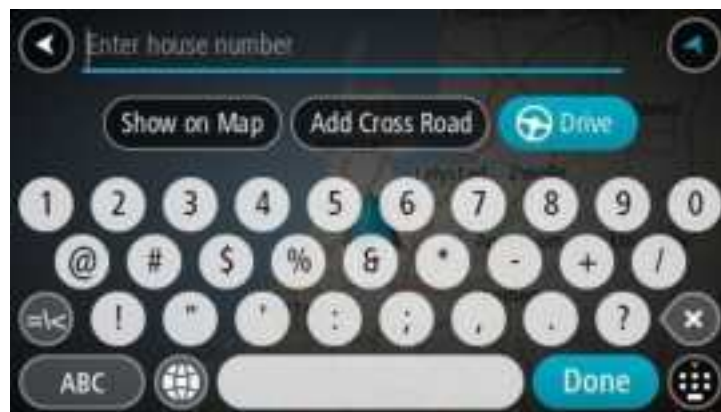 Enter house number
Show on Map Add Cross Road Drive
1 2 3 4 5 6 7 8 9 0
@ # $ % & * - + /
=\< ! " ' : ; , . ?
ABC Done